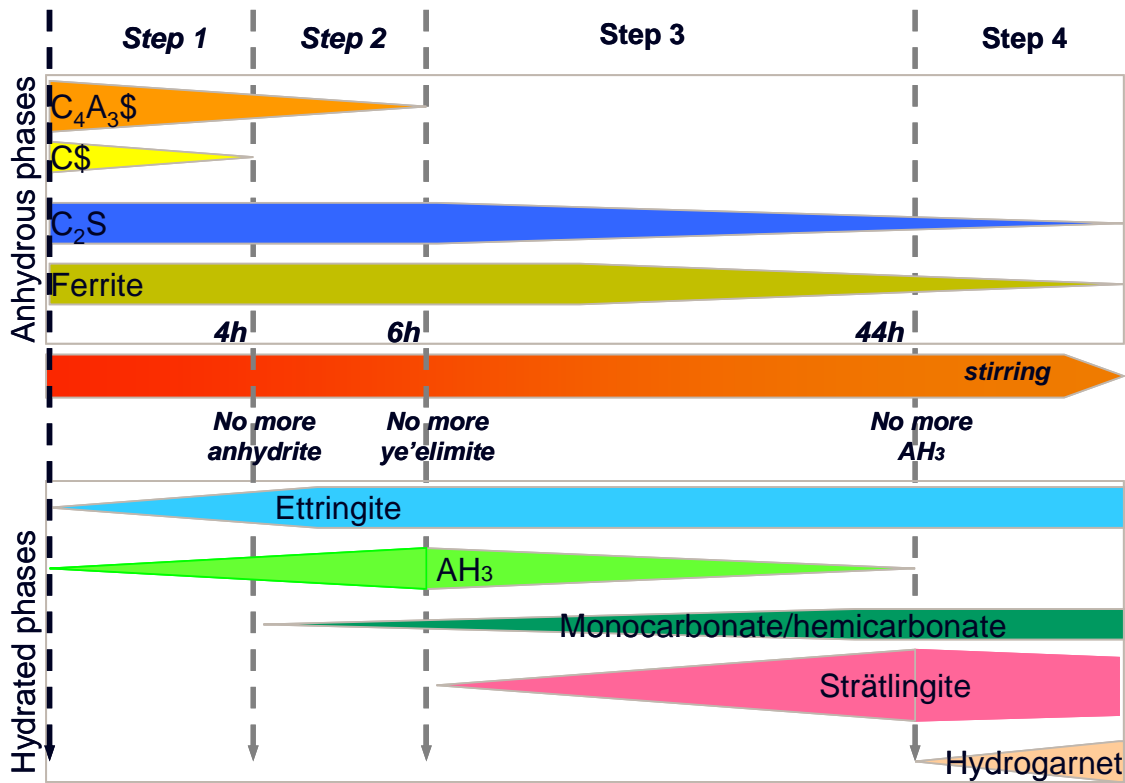 Step 1
Step 2
Step 3
Step 4
Anhydrous phases
C₄A₃$
C$
C₂S
Ferrite
4h
6h
44h
stirring
No more
anhydrite
No more
ye'elimite
No more
AH₃
Hydrated phases
Ettringite
AH₃
Monocarbonate/hemicarbonate
Strätlingite
Hydrogarnet